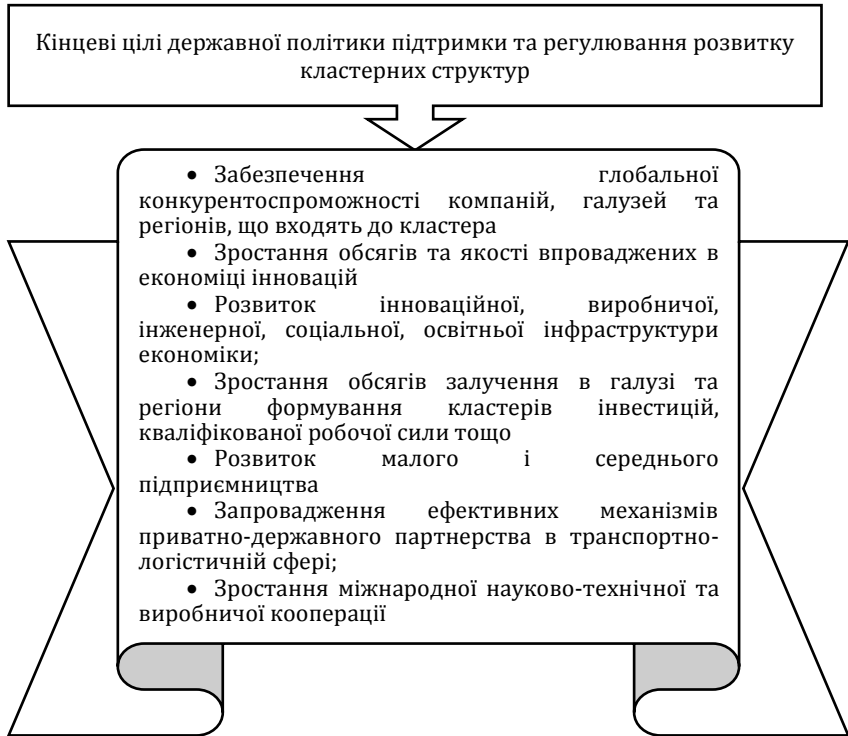 Кінцеві цілі державної політики підтримки та регулювання розвитку
кластерних структур
• Забезпечення глобальної
конкурентоспроможності компаній, галузей та
регіонів, що входять до кластера
• Зростання обсягів та якості впроваджених в
економіці інновацій
• Розвиток інноваційної, виробничої,
інженерної, соціальної, освітньої інфраструктури
економіки;
• Зростання обсягів залучення в галузі та
регіони формування кластерів інвестицій,
кваліфікованої робочої сили тощо
• Розвиток малого і середнього
підприємництва
• Запровадження ефективних механізмів
приватно-державного партнерства в транспортно-
логістичній сфері;
• Зростання міжнародної науково-технічної та
виробничої кооперації